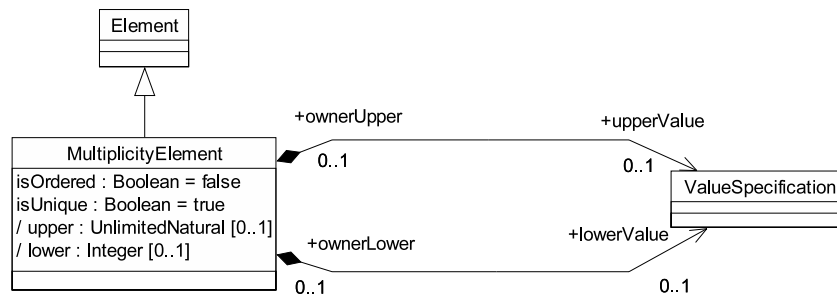 Element
+ownerUpper
+upperValue
0..1
0..1
MultiplicityElement
isOrdered : Boolean = false
isUnique : Boolean = true
/ upper : UnlimitedNatural [0..1]
/ lower : Integer [0..1]
ValueSpecification
+ownerLower
+lowerValue
0..1
0..1